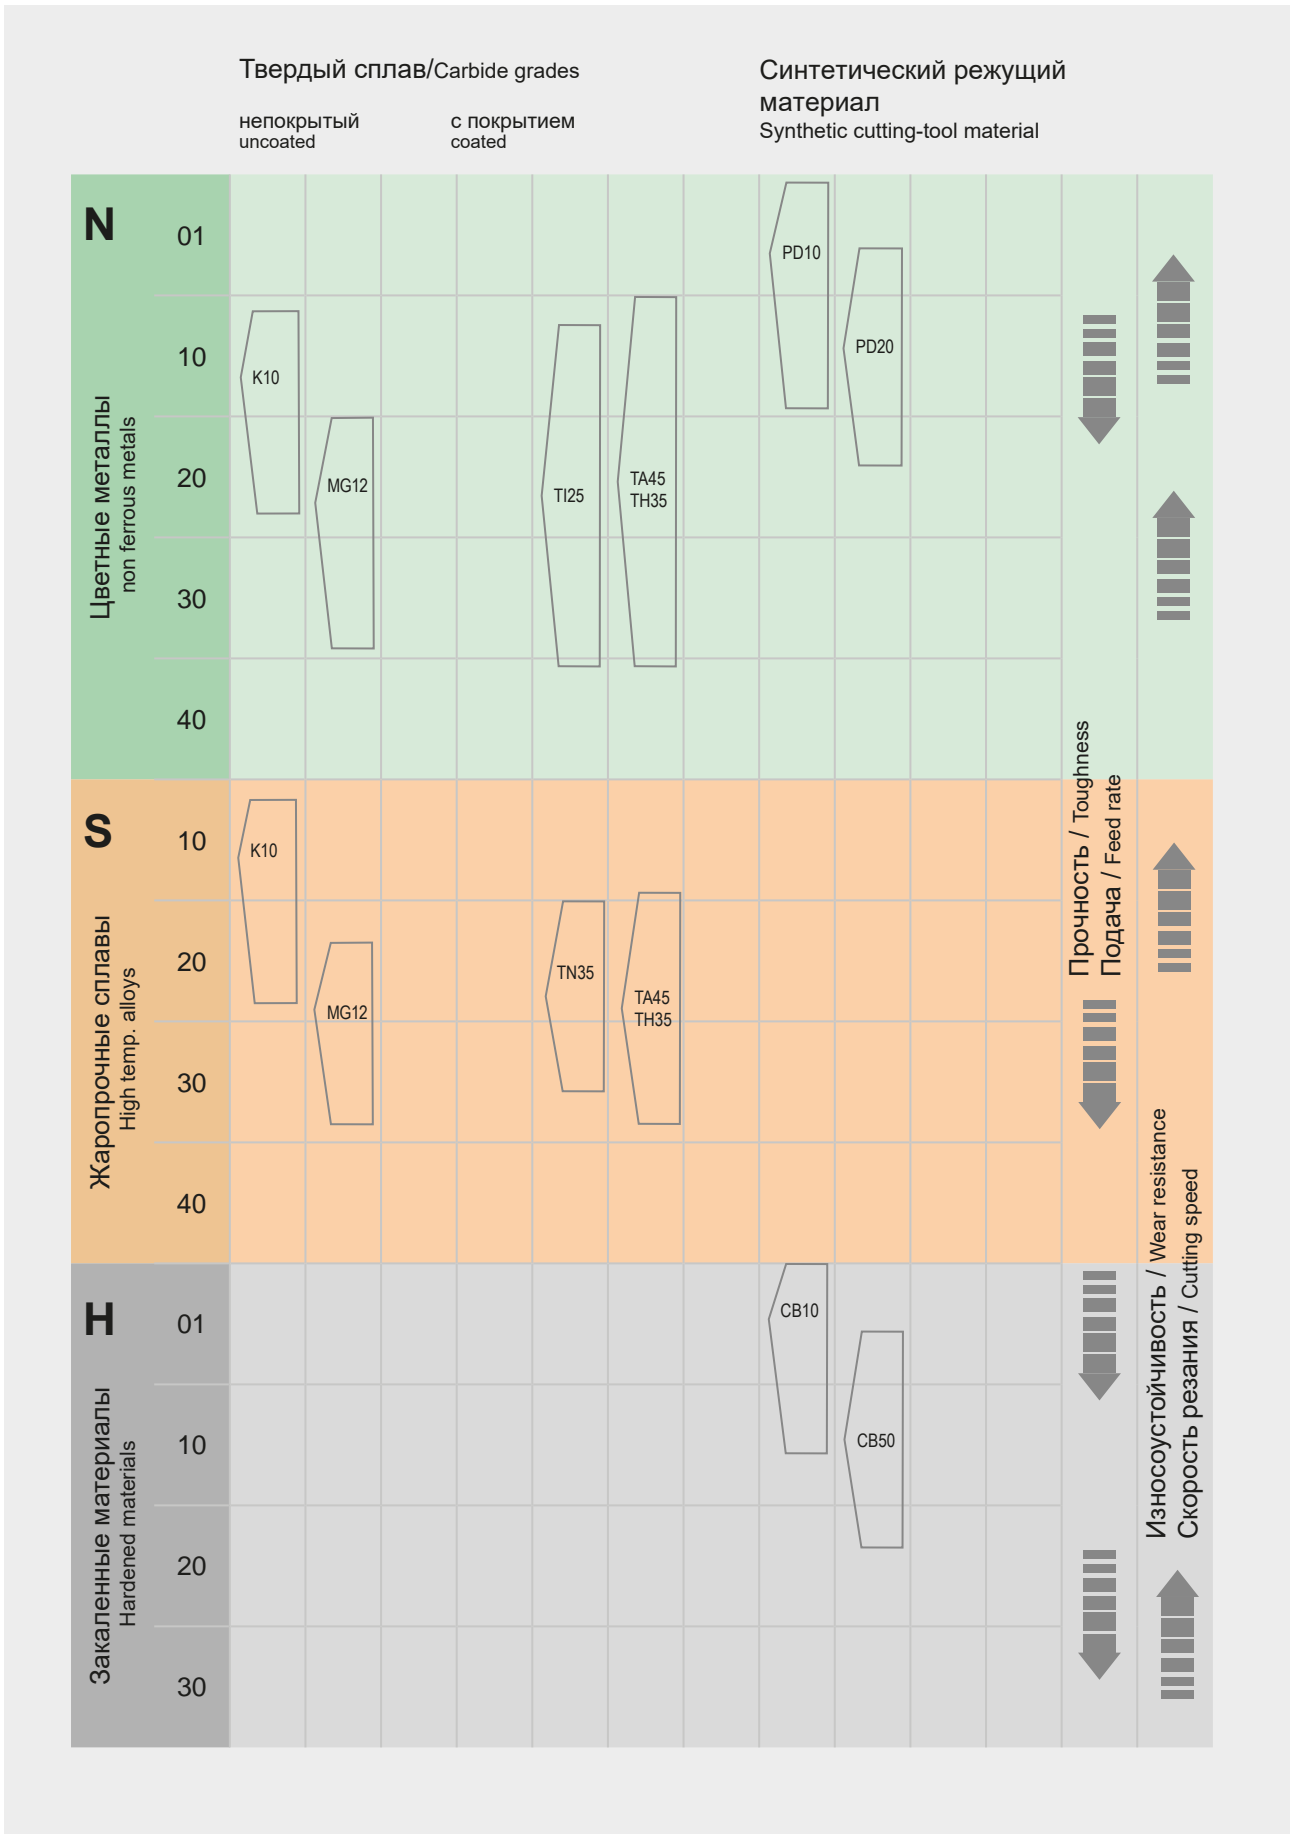 Твердый сплав/Carbide grades
непокрытый
uncoated
с покрытием
coated
Синтетический режущий
материал
Synthetic cutting-tool material
N
Цветные металлы
non ferrous metals
01
10
20
30
40
K10
MG12
TI25
TA45
TH35
PD10
PD20
S
Жаропрочные сплавы
High temp. alloys
10
20
30
40
K10
MG12
TN35
TA45
TH35
H
Закаленные материалы
Hardened materials
01
10
20
30
CB10
CB50
Прочность / Toughness
Подача / Feed rate
Износоустойчивость / Wear resistance
Скорость резания / Cutting speed